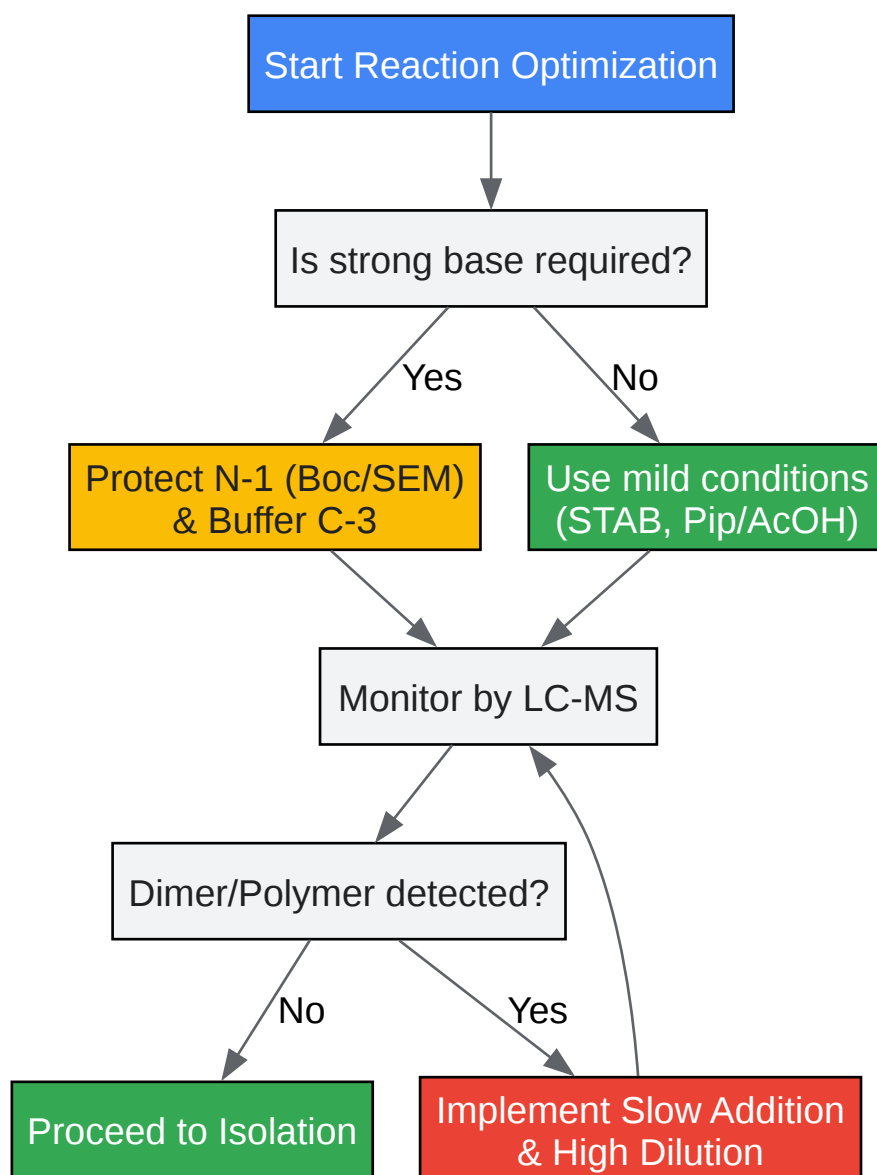 Start Reaction Optimization
Is strong base required?
Yes
No
Protect N-1 (Boc/SEM)
& Buffer C-3
Use mild conditions
(STAB, Pip/AcOH)
Monitor by LC-MS
Dimer/Polymer detected?
No
Yes
Proceed to Isolation
Implement Slow Addition
& High Dilution